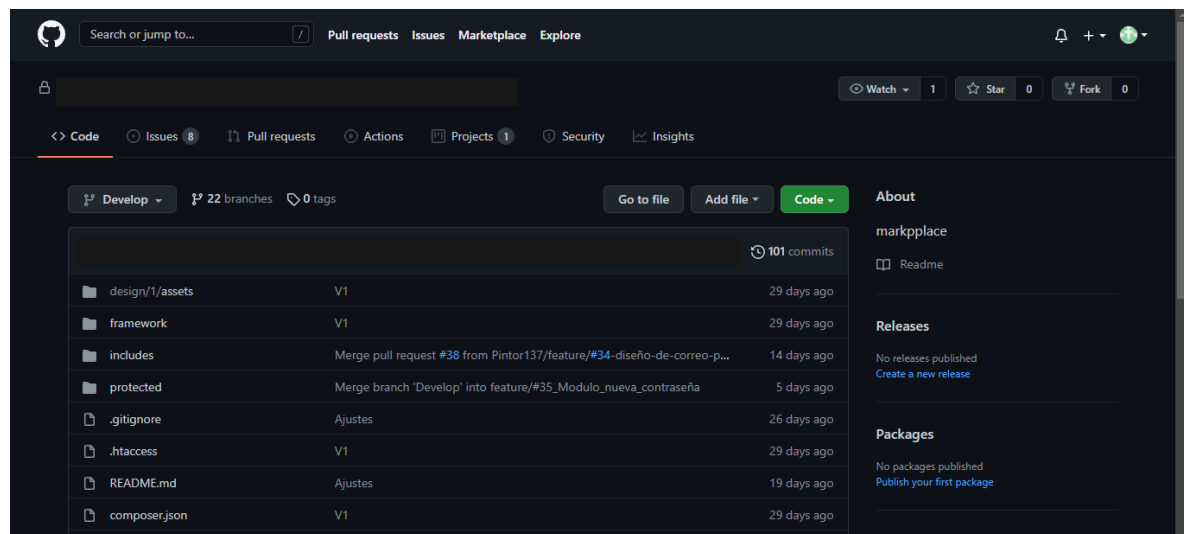 Search or jump to... / Pull requests Issues Marketplace Explore
Watch 1 Star 0 Fork 0
<> Code Issues 8 Pull requests Actions Projects 1 Security Insights
Develop 22 branches 0 tags Go to file Add file Code
101 commits
design/1/assets V1 29 days ago
framework V1 29 days ago
includes Merge pull request #38 from Pintor137/feature/#34-diseño-de-correo-p... 14 days ago
protected Merge branch 'Develop' into feature/#35_Modulo_nueva_contraseña 5 days ago
.gitignore Ajustes 26 days ago
.htaccess V1 29 days ago
README.md Ajustes 19 days ago
composer.json V1 29 days ago
About
markpplace
Readme
Releases
No releases published
Create a new release
Packages
No packages published
Publish your first package